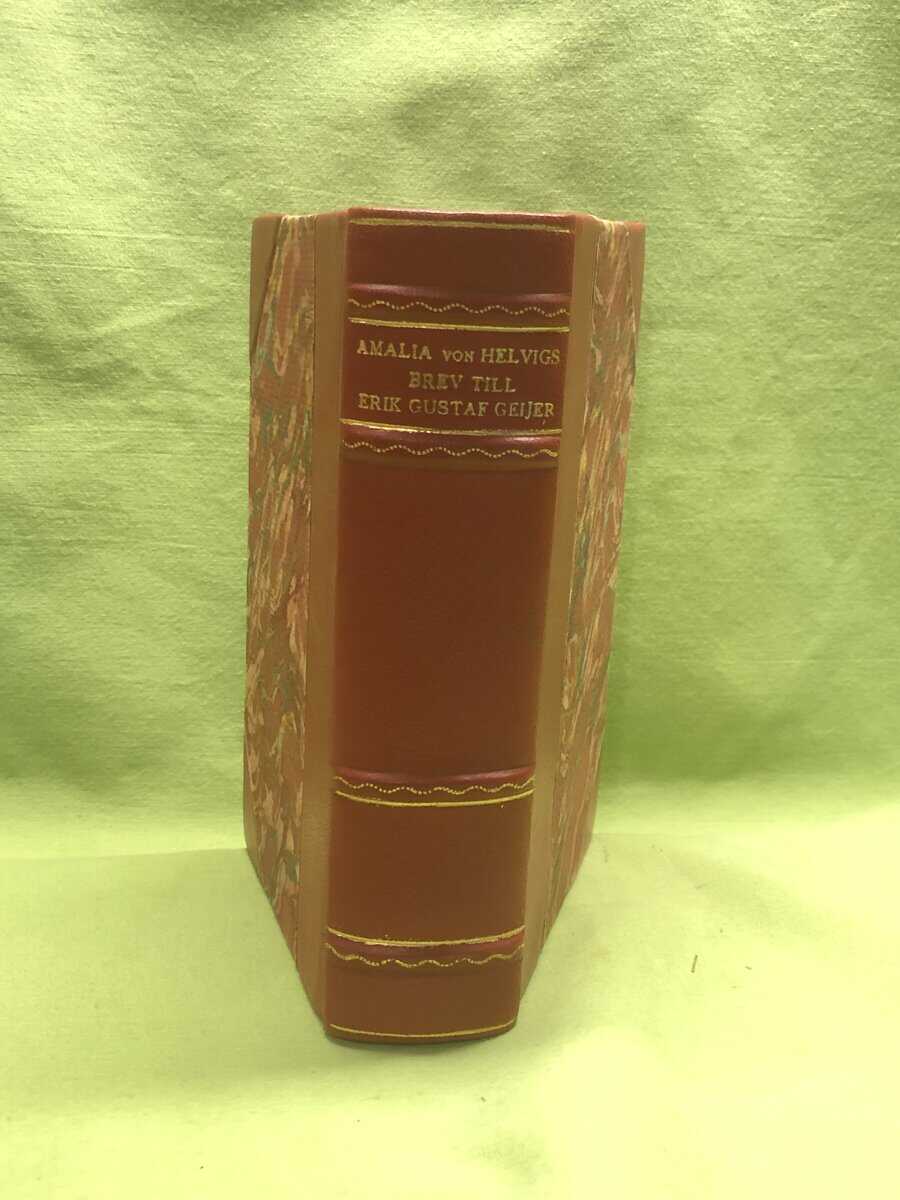 AMALIA VON HELVIGS
BREV TILL
ERIK GUSTAF GEIJER